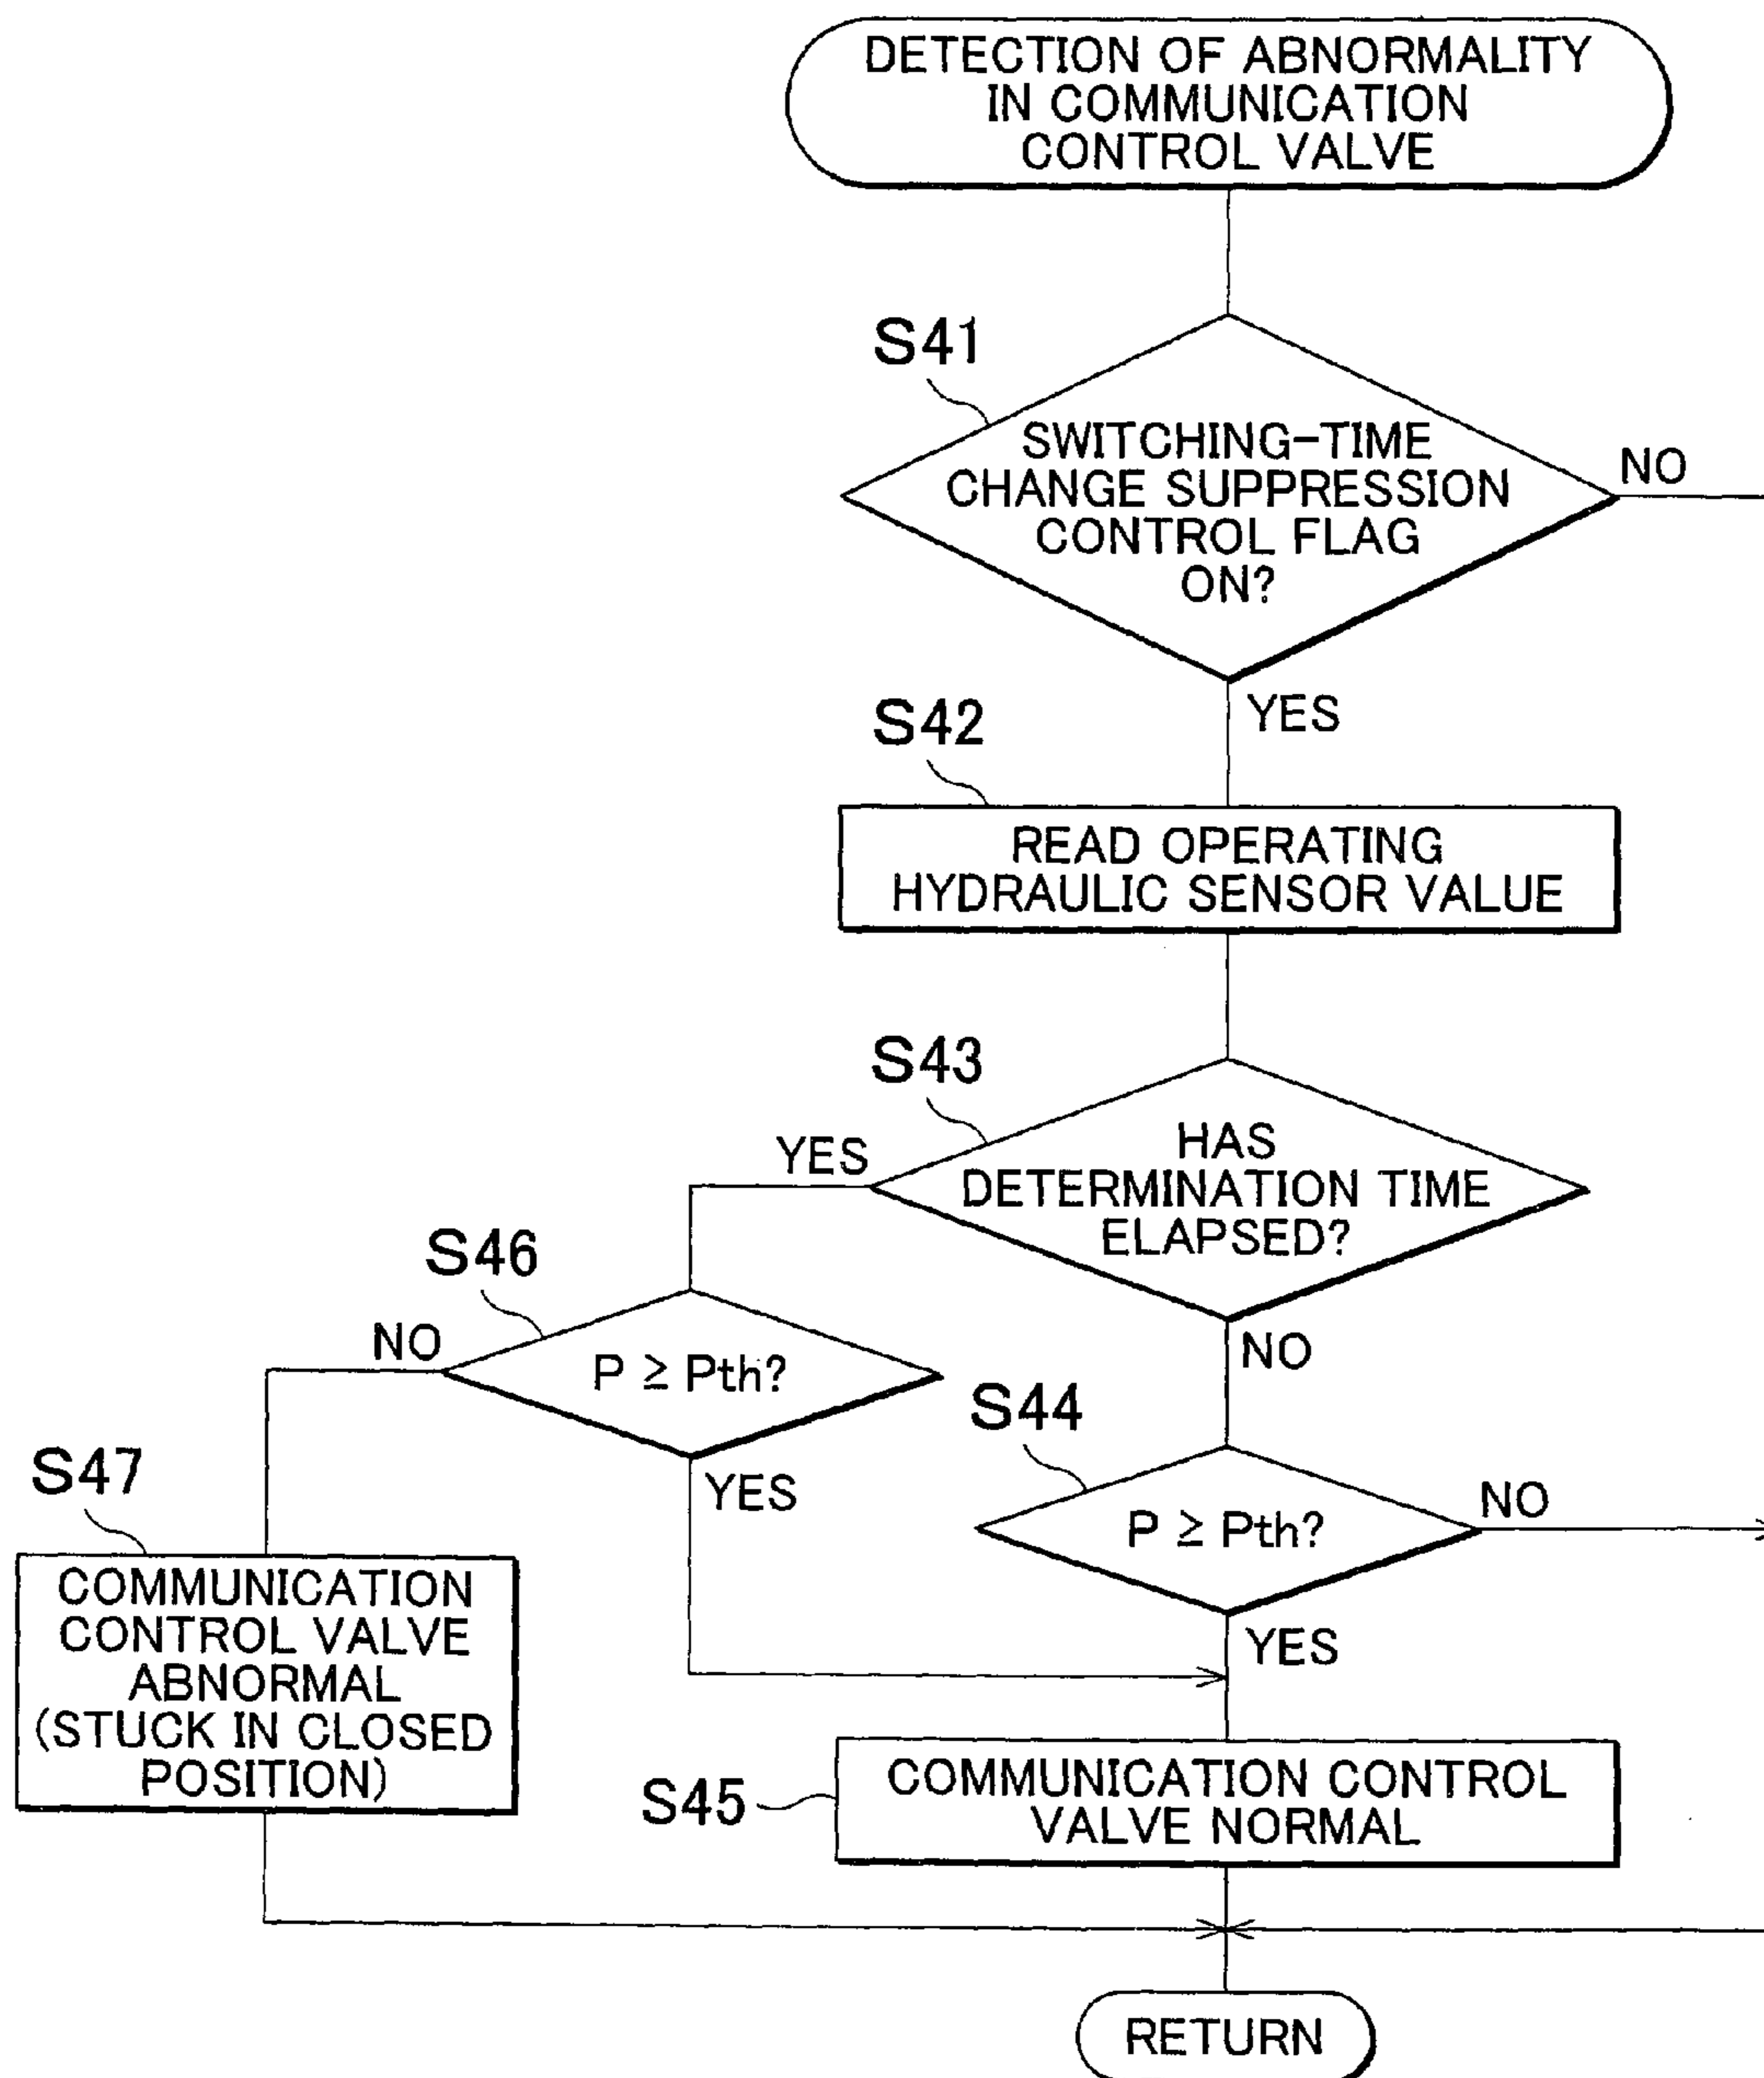 DETECTION OF ABNORMALITY
IN COMMUNICATION
CONTROL VALVE
S41
SWITCHING-TIME
CHANGE SUPPRESSION
CONTROL FLAG
ON?
NO
YES
S42
READ OPERATING
HYDRAULIC SENSOR VALUE
S43
HAS
DETERMINATION TIME
ELAPSED?
YES
NO
S46
P ≥ Pth?
NO
YES
S44
P ≥ Pth?
NO
YES
S47
COMMUNICATION
CONTROL VALVE
ABNORMAL
(STUCK IN CLOSED
POSITION)
S45
COMMUNICATION CONTROL
VALVE NORMAL
RETURN